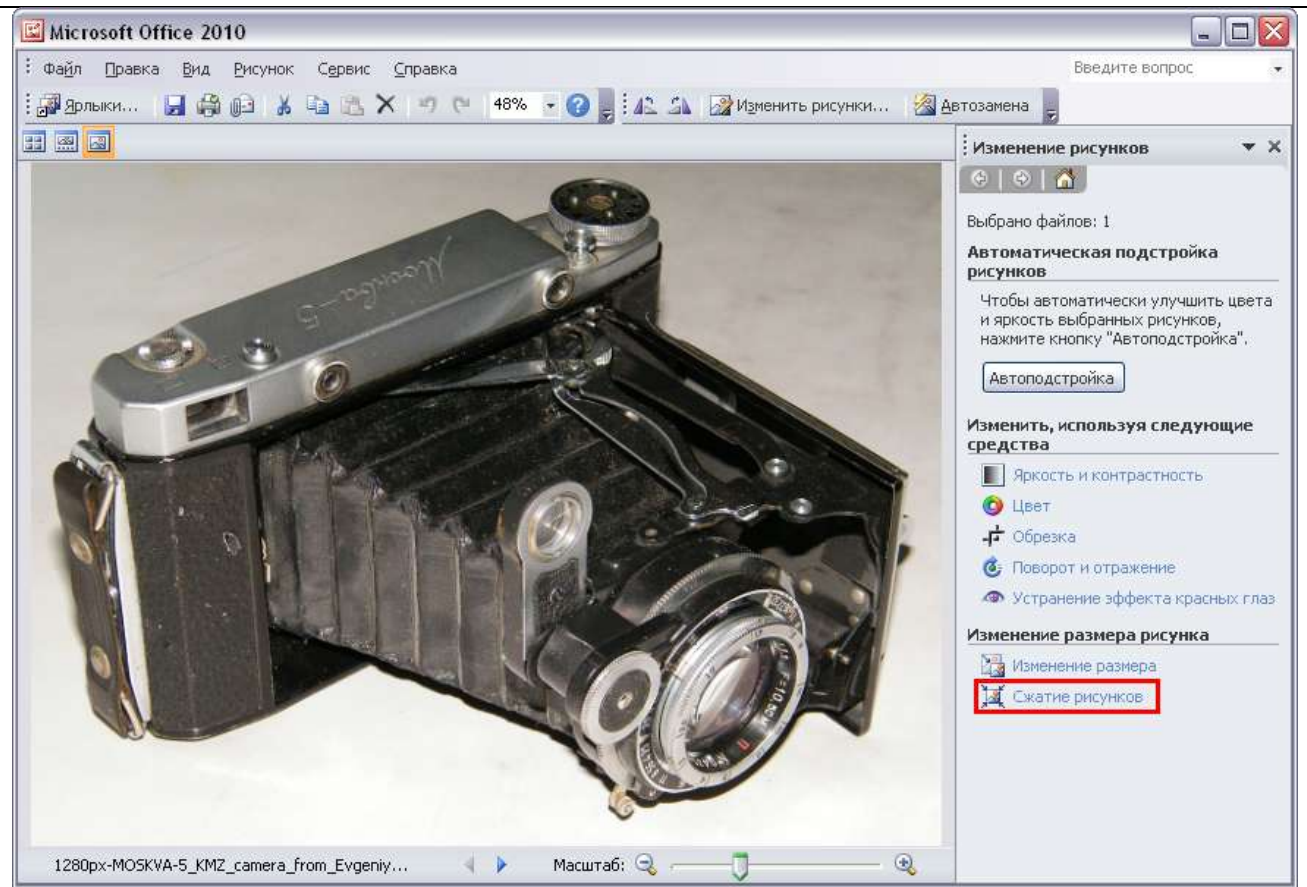 Microsoft Office 2010
Файл Правка Вид Рисунок Сервис Справка
Введите вопрос
Ярлыки... 48% Изменить рисунки... Автозамена
Изменение рисунков
Выбрано файлов: 1
Автоматическая подстройка
рисунков
Чтобы автоматически улучшить цвета
и яркость выбранных рисунков,
нажмите кнопку "Автоподстройка".
Автоподстройка
Изменить, используя следующие
средства
Яркость и контрастность
Цвет
Обрезка
Поворот и отражение
Устранение эффекта красных глаз
Изменение размера рисунка
Изменение размера
Сжатие рисунков
Москва-5
1280px-MOSKVA-5_KMZ_camera_from_Evgeniy...
Масштаб: